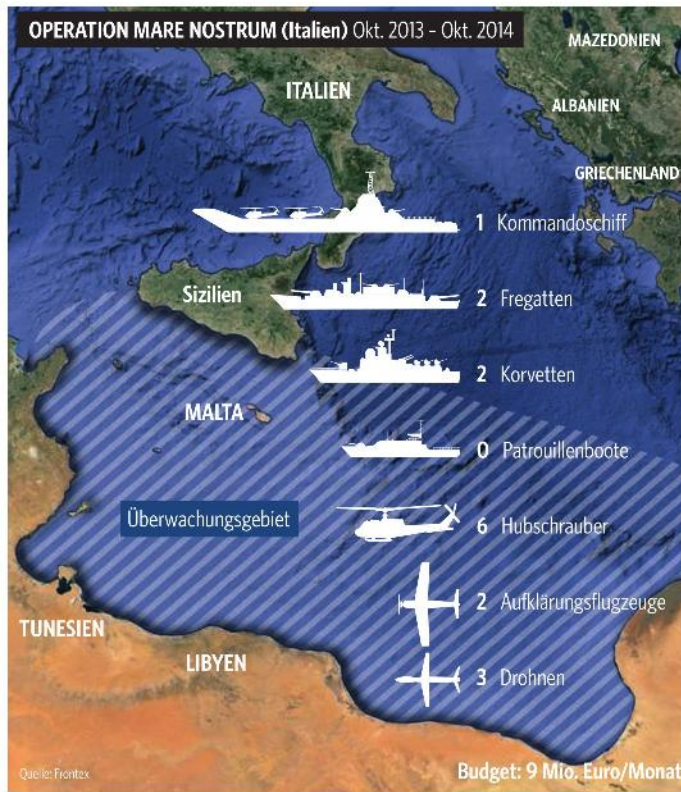 OPERATION MARE NOSTRUM (Italien) Okt. 2013 – Okt. 2014
MAZEDONIEN
ITALIEN
ALBANIEN
GRIECHENLAND
1 Kommandoschiff
Sizilien
2 Fregatten
2 Korvetten
MALTA
0 Patrouillenboote
Überwachungsgebiet
6 Hubschrauber
2 Aufklärungsflugzeuge
TUNESIEN
LIBYEN
3 Drohnen
Quelle: Frontex
Budget: 9 Mio. Euro/Monat